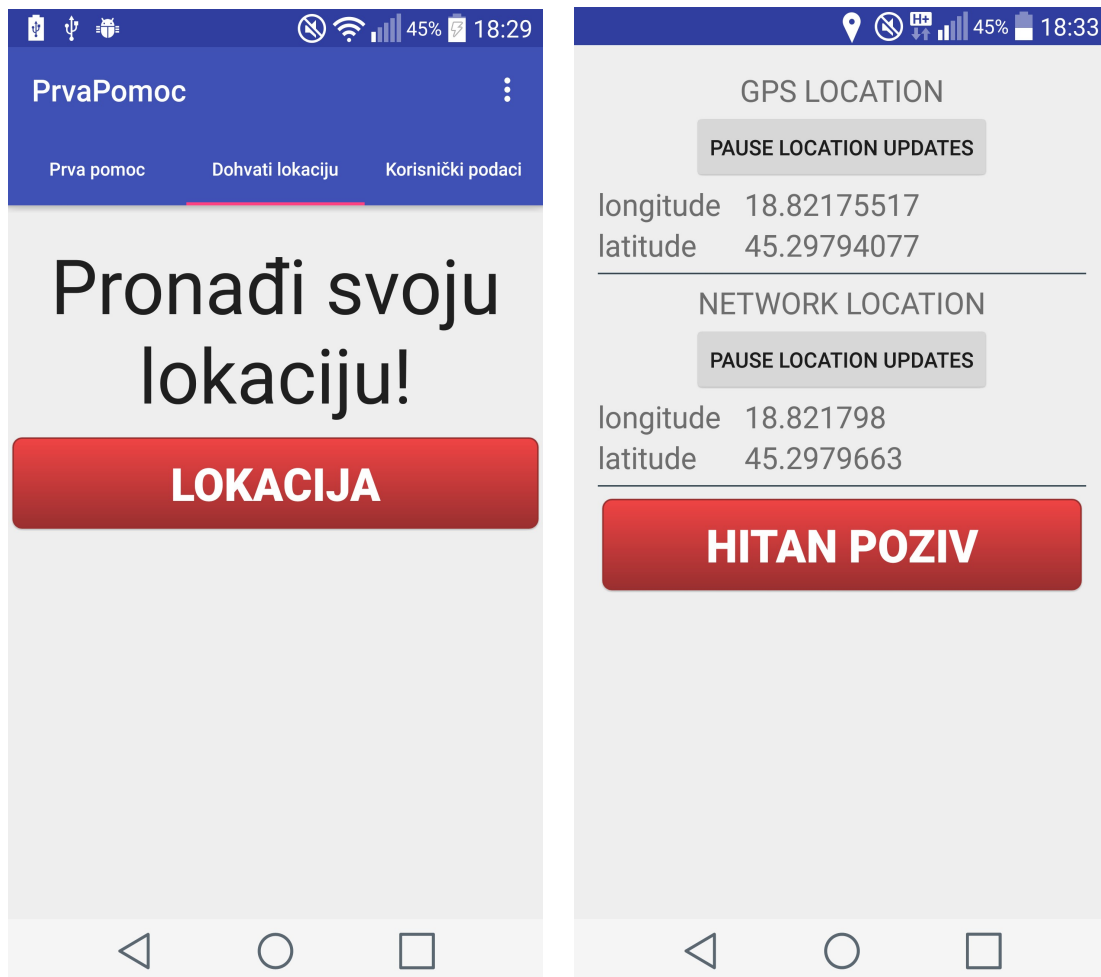 45% 18:29
PrvaPomoc
Prva pomoc Dohvati lokaciju Korisnički podaci
Pronađi svoju
lokaciju!
LOKACIJA
H+ 45% 18:33
GPS LOCATION
PAUSE LOCATION UPDATES
longitude 18.82175517
latitude 45.29794077
NETWORK LOCATION
PAUSE LOCATION UPDATES
longitude 18.821798
latitude 45.2979663
HITAN POZIV